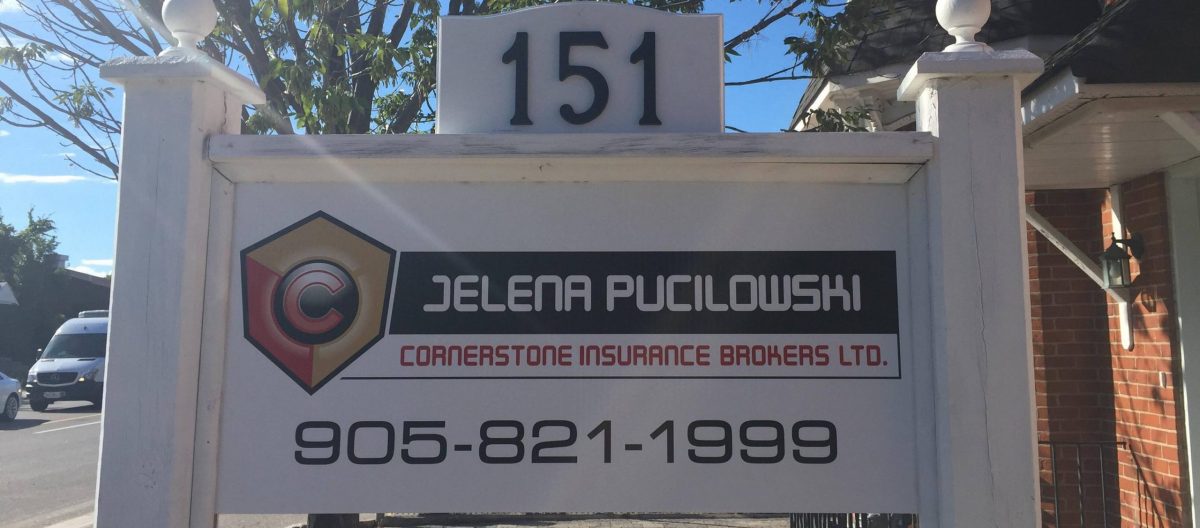 151
C
JELENA PUCILOWSKI
CORNERSTONE INSURANCE BROKERS LTD.
905-821-1999